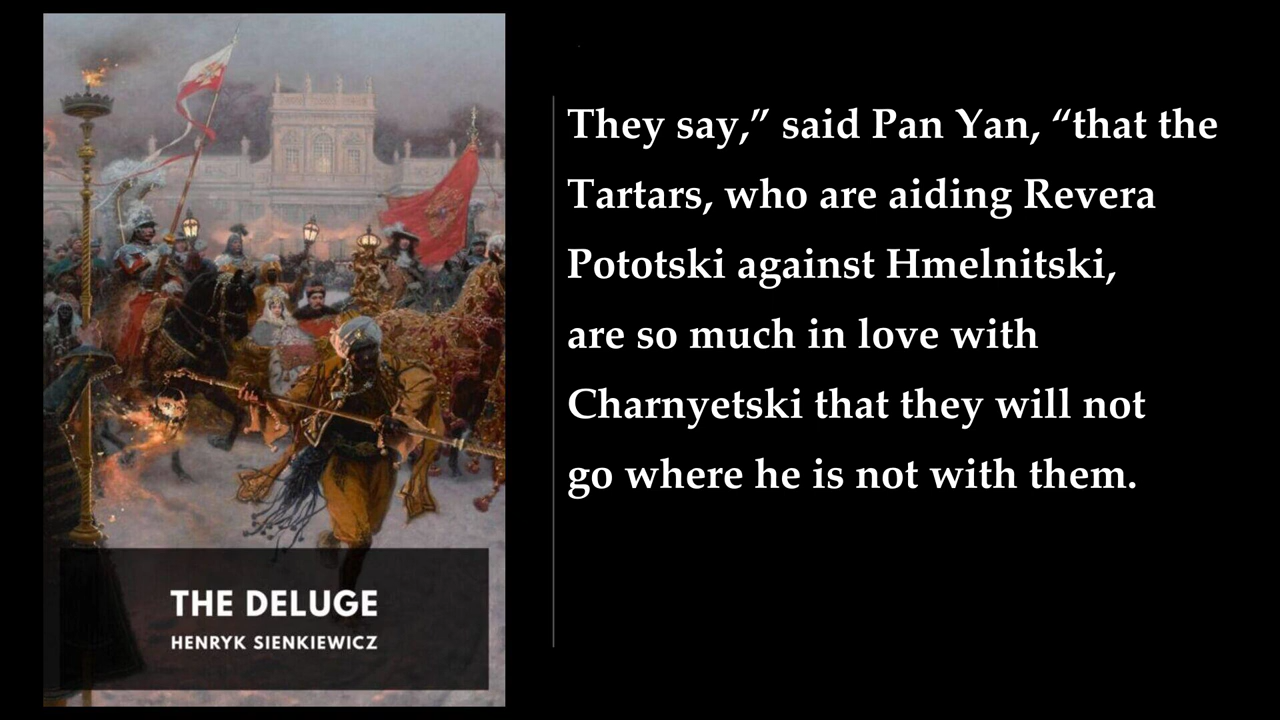 THE DELUGE
HENRYK SIENKIEWICZ
They say,” said Pan Yan, “that the
Tartars, who are aiding Revera
Pototski against Hmelnitski,
are so much in love with
Charnyetski that they will not
go where he is not with them.